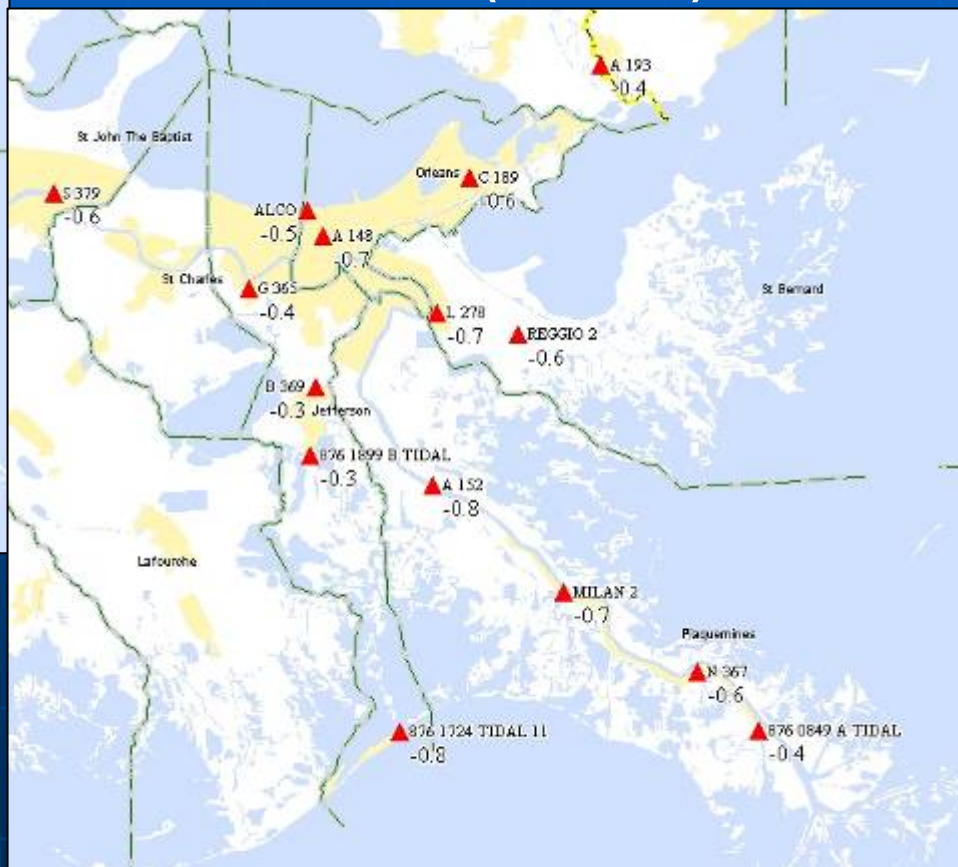 A 193
-0.4
St John The Baptist
Orleans
C 189
-0.6
S 379
-0.6
ALCO
-0.5
A 148
-0.7
St Charles
G 365
-0.4
St Bernard
L 278
-0.7
REGGIO 2
-0.6
B 369
-0.3
Jefferson
876 1899 B TIDAL
-0.3
A 152
-0.8
Lafourche
MILAN 2
-0.7
Plaquemines
N 367
-0.6
876 1724 TIDAL 11
-0.8
876 0849 A TIDAL
-0.4